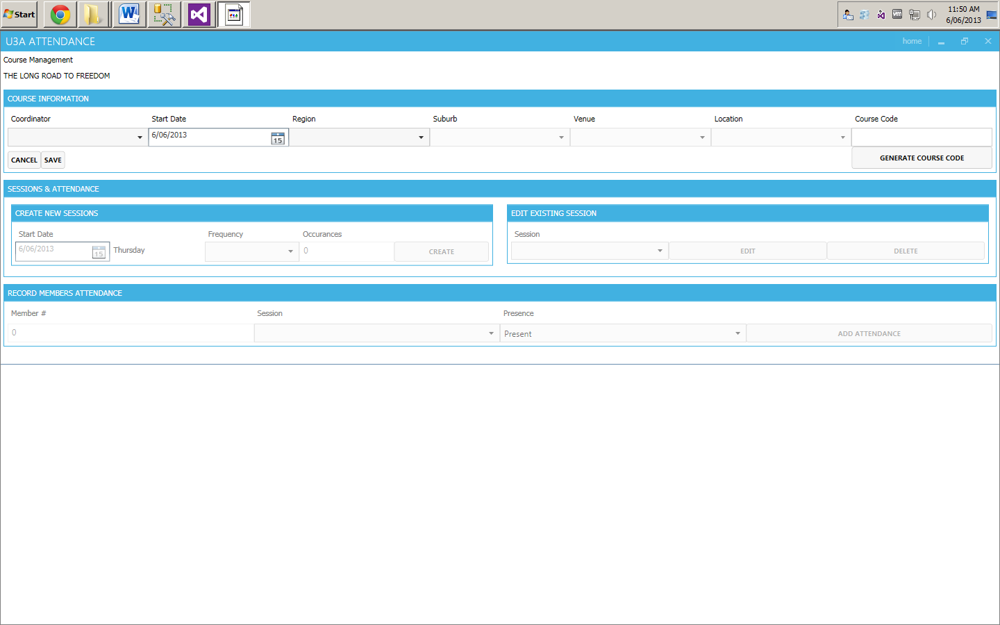 Start
vm
11:50 AM
6/06/2013
U3A ATTENDANCE
home
Course Management
THE LONG ROAD TO FREEDOM
COURSE INFORMATION
Coordinator Start Date Region Suburb Venue Location Course Code
6/06/2013 15
CANCEL SAVE GENERATE COURSE CODE
SESSIONS & ATTENDANCE
CREATE NEW SESSIONS EDIT EXISTING SESSION
Start Date Frequency Occurances Session
6/06/2013 15 Thursday 0 CREATE EDIT DELETE
RECORD MEMBERS ATTENDANCE
Member # Session Presence
0 Present ADD ATTENDANCE